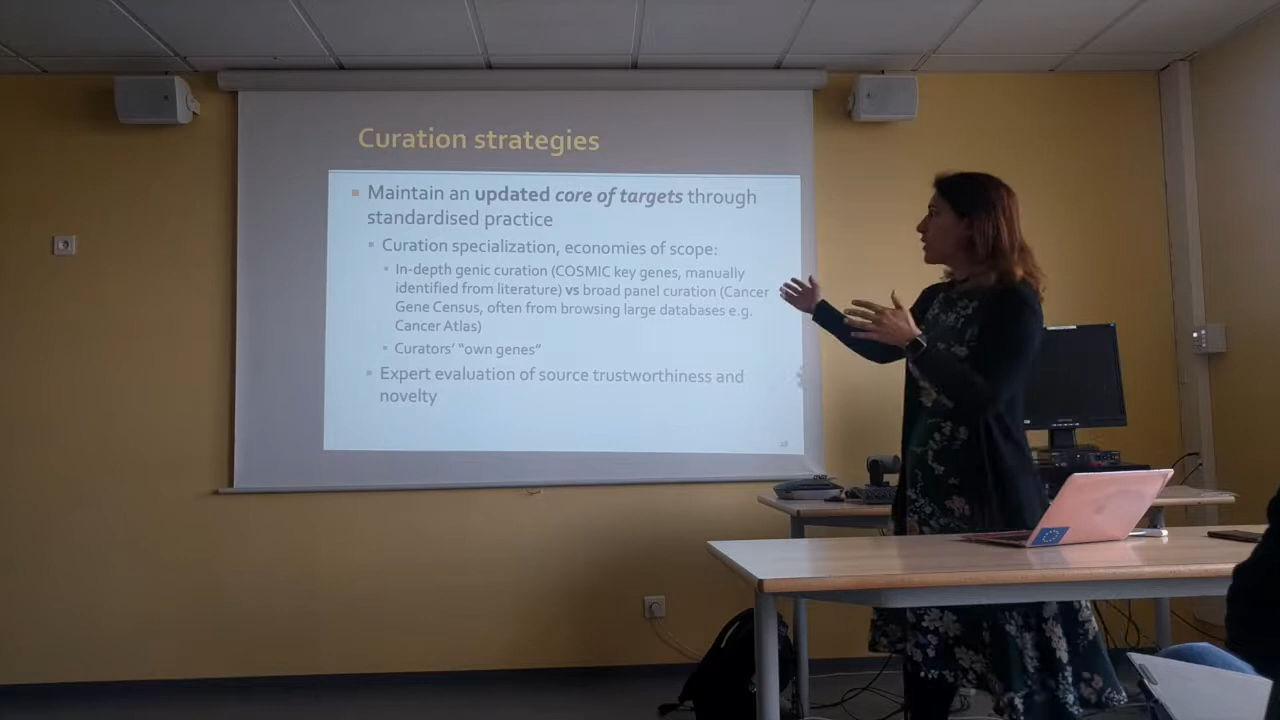 Curation strategies
Maintain an updated core of targets through
standardised practice
Curation specialization, economies of scope:
In-depth genic curation (COSMIC key genes, manually
identified from literature) vs broad panel curation (Cancer
Gene Census, often from browsing large databases e.g.
Cancer Atlas)
Curators' "own genes"
Expert evaluation of source trustworthiness and
novelty